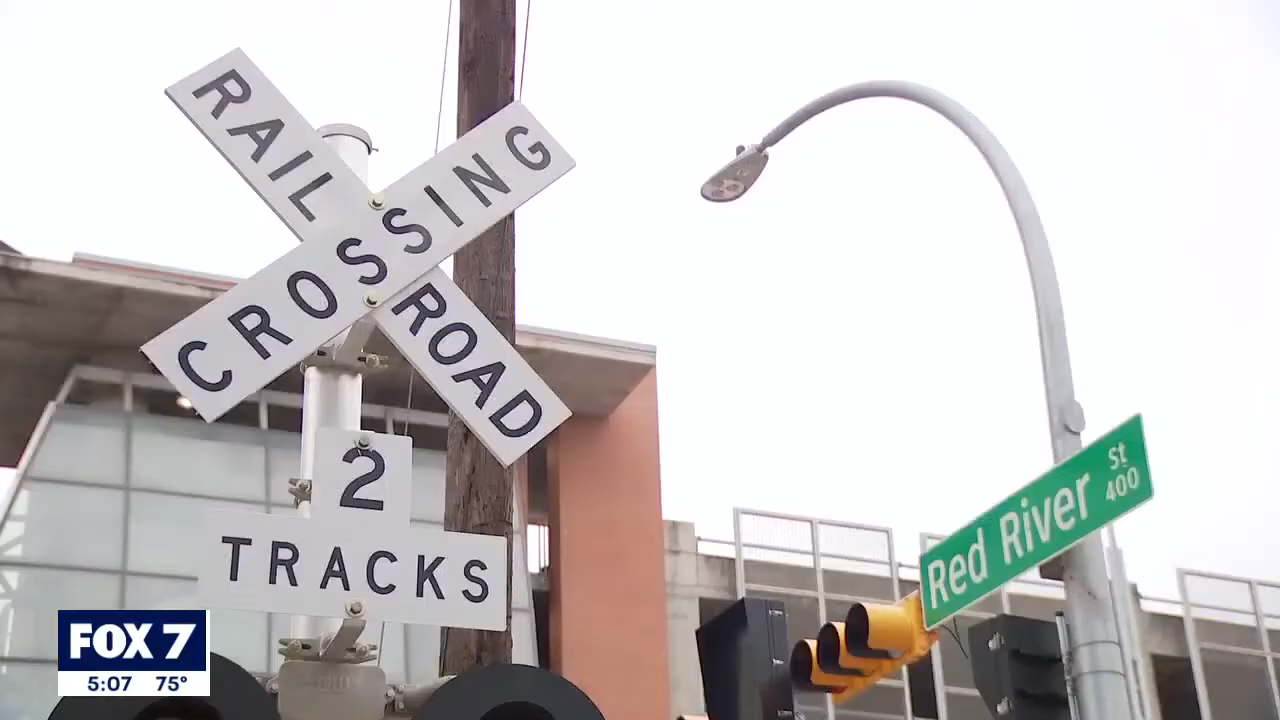 RAIL ROAD
CROSSING
2
TRACKS
Red River St
400
FOX 7
5:07 75°